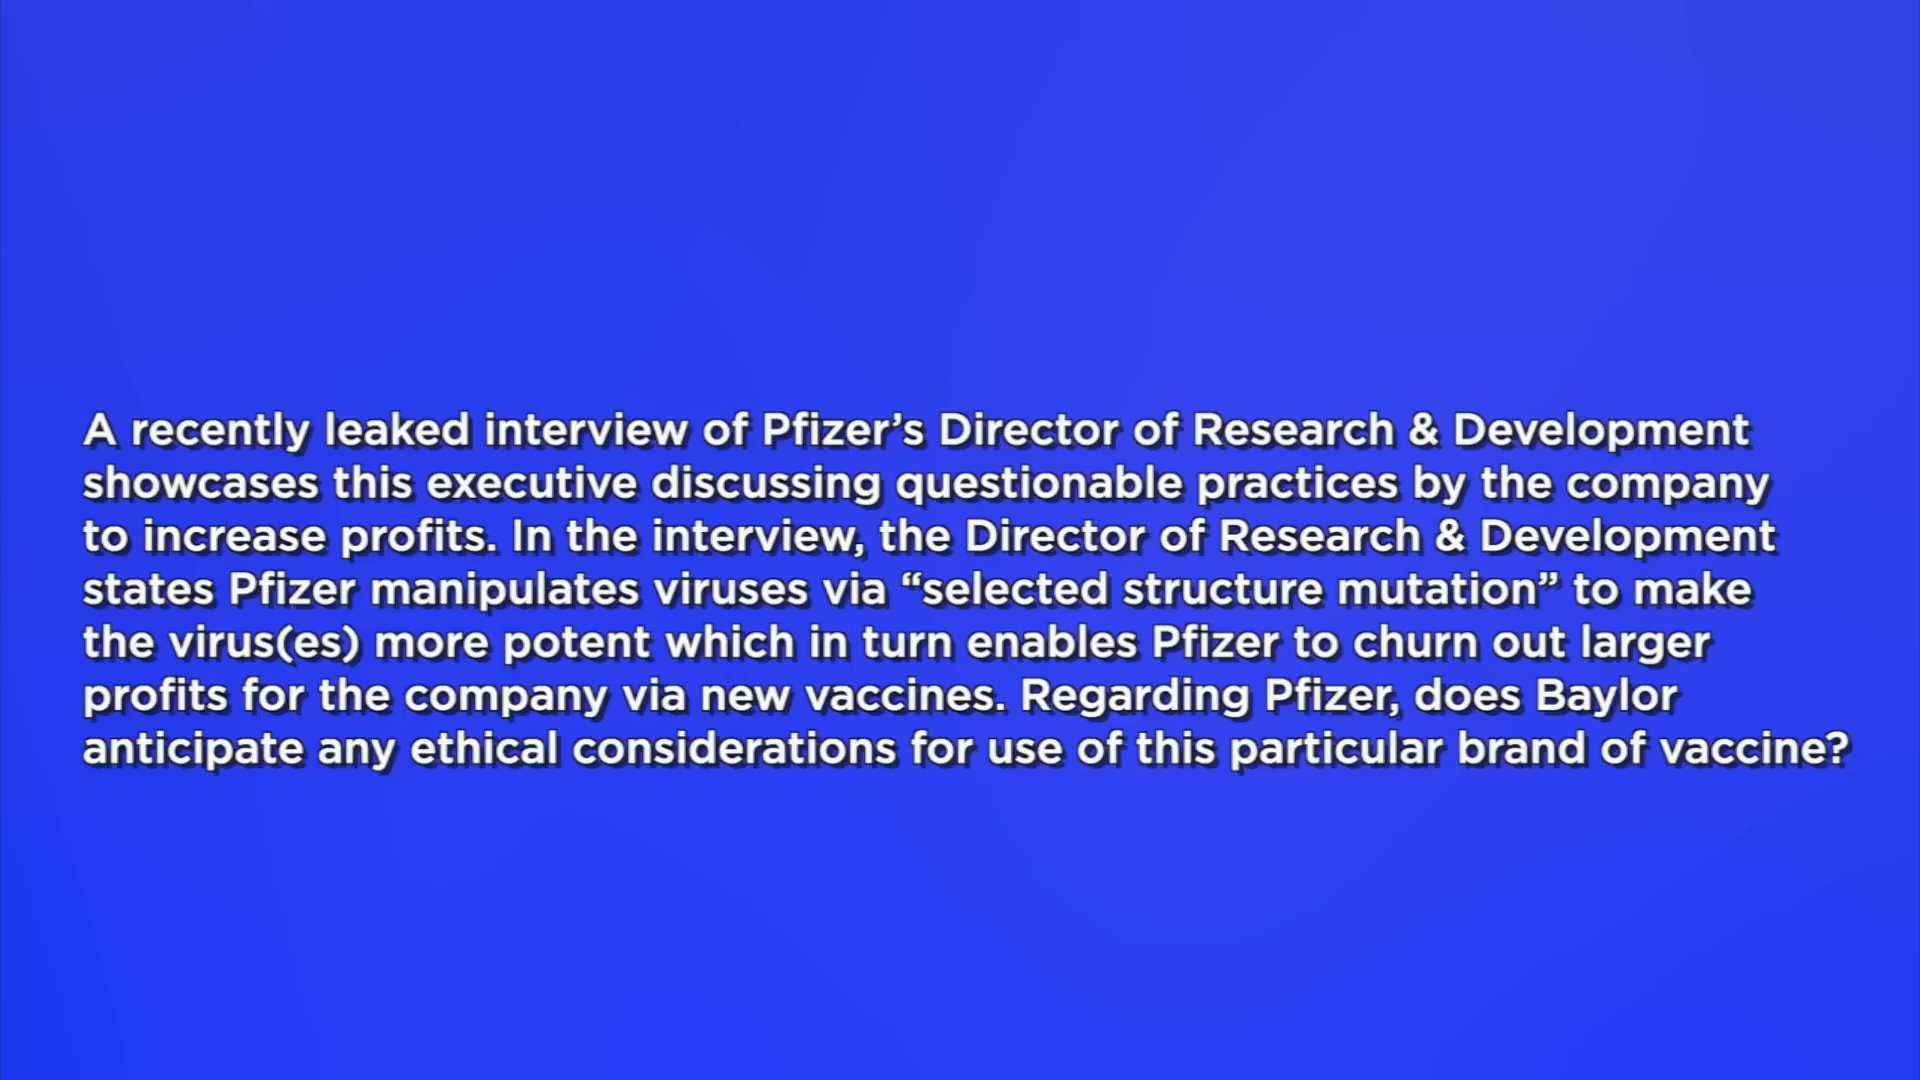 A recently leaked interview of Pfizer’s Director of Research & Development
showcases this executive discussing questionable practices by the company
to increase profits. In the interview, the Director of Research & Development
states Pfizer manipulates viruses via “selected structure mutation” to make
the virus(es) more potent which in turn enables Pfizer to churn out larger
profits for the company via new vaccines. Regarding Pfizer, does Baylor
anticipate any ethical considerations for use of this particular brand of vaccine?